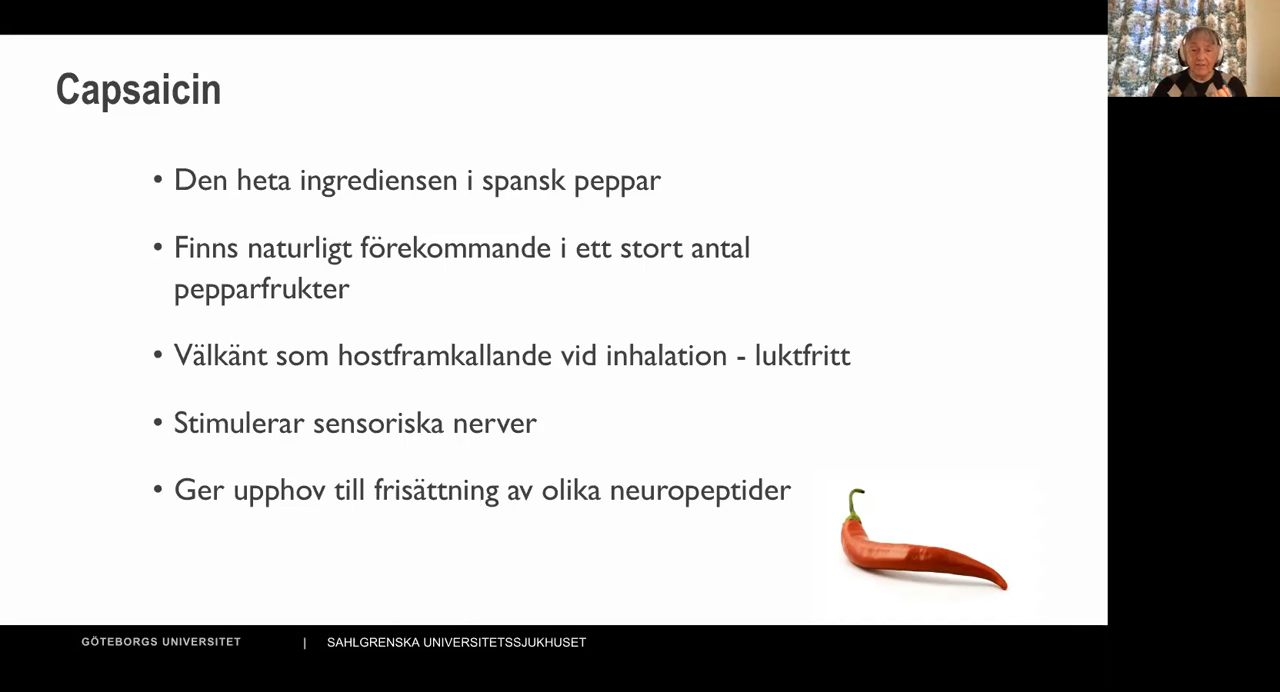 Capsaicin
• Den heta ingrediensen i spansk peppar
• Finns naturligt förekommande i ett stort antal
pepparfrukter
• Välkänt som hostframkallande vid inhalation - luktfritt
• Stimulerar sensoriska nerver
• Ger upphov till frisättning av olika neuropeptider
GÖTEBORGS UNIVERSITET | SAHLGRENSKA UNIVERSITETSSJUKHUSET